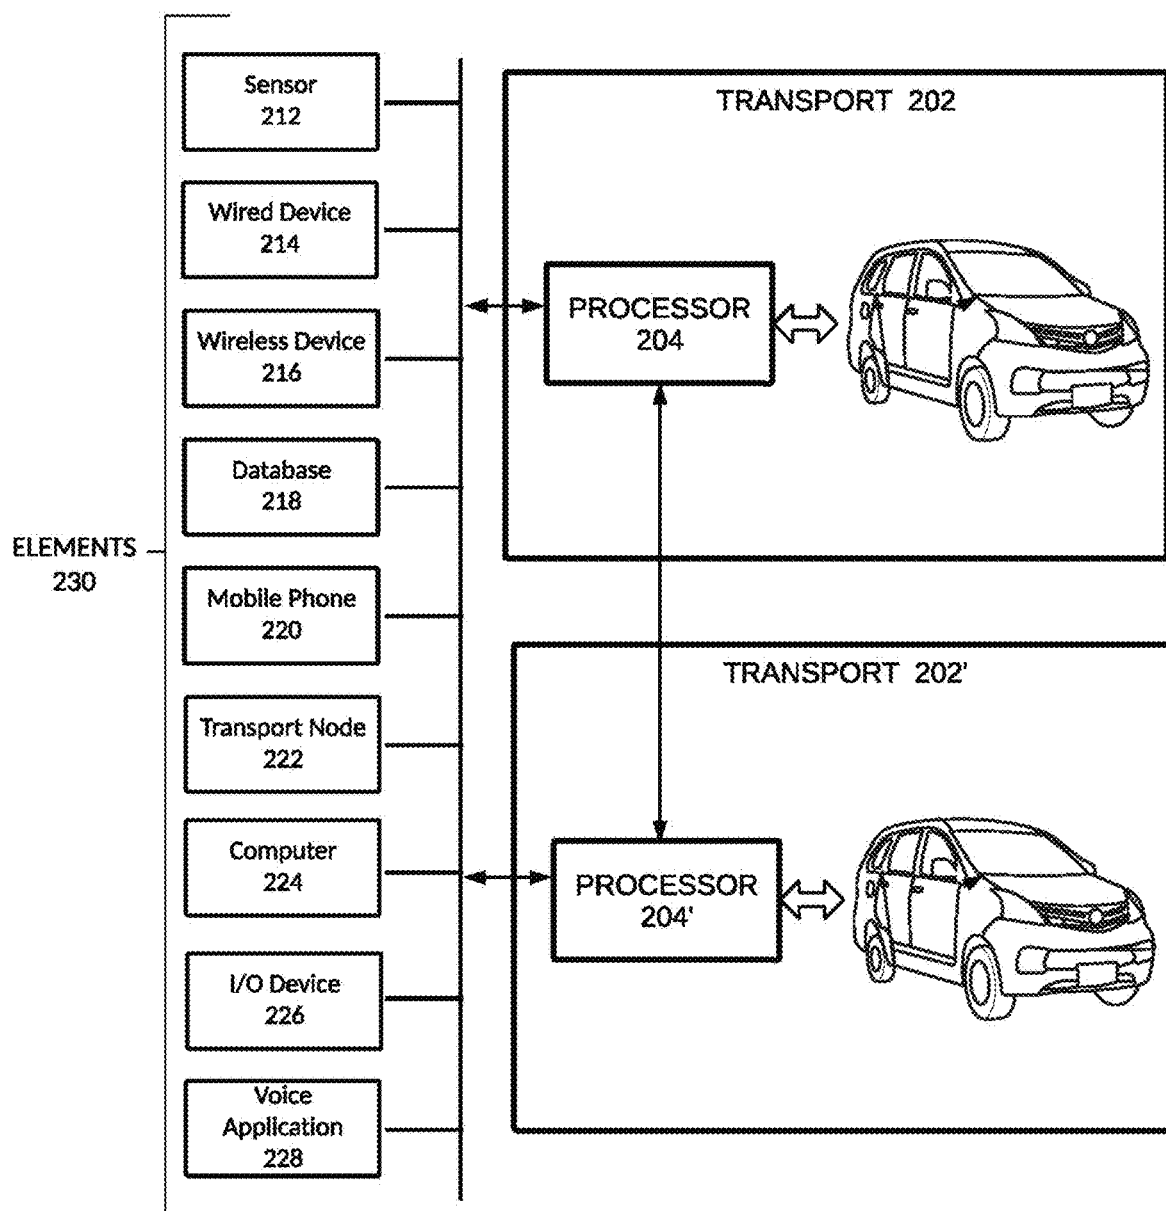 ELEMENTS
230
Sensor
212
Wired Device
214
Wireless Device
216
Database
218
Mobile Phone
220
Transport Node
222
Computer
224
I/O Device
226
Voice
Application
228
TRANSPORT 202
PROCESSOR
204
TRANSPORT 202'
PROCESSOR
204'